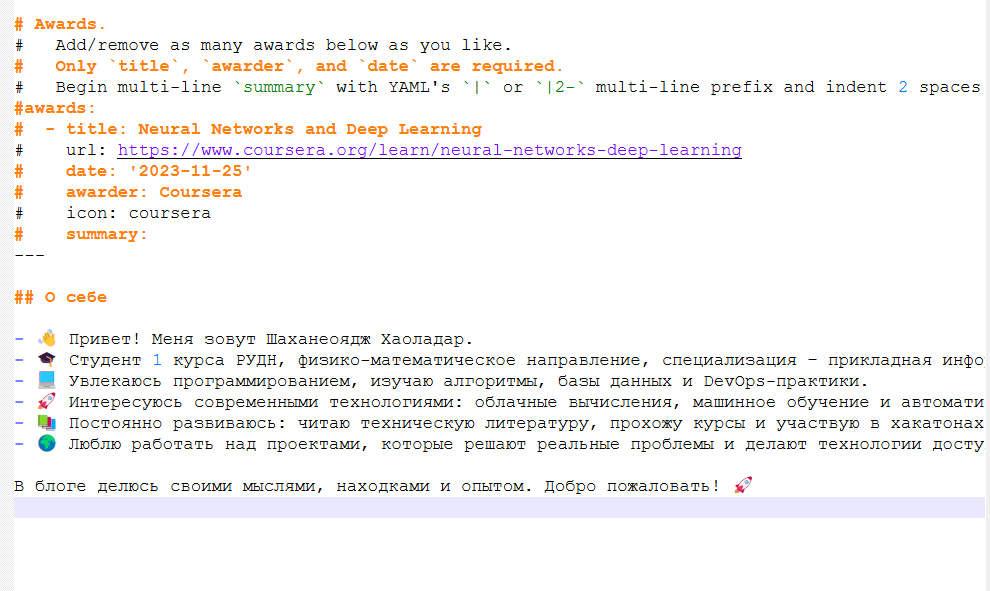 # Awards.
#   Add/remove as many awards below as you like.
#   Only `title`, `awarder`, and `date` are required.
#   Begin multi-line `summary` with YAML's `|` or `|2-` multi-line prefix and indent 2 spaces
#awards:
#  - title: Neural Networks and Deep Learning
#    url: https://www.coursera.org/learn/neural-networks-deep-learning
#    date: '2023-11-25'
#    awarder: Coursera
#    icon: coursera
#    summary:
---
## О себе
- 👋 Привет! Меня зовут Шаханеоядж Хаоладар.
- 🎓 Студент 1 курса РУДН, физико-математическое направление, специализация – прикладная инфо
- 💻 Увлекаюсь программированием, изучаю алгоритмы, базы данных и DevOps-практики.
- 🚀 Интересуюсь современными технологиями: облачные вычисления, машинное обучение и автомати
- 📚 Постоянно развиваюсь: читаю техническую литературу, прохожу курсы и участвую в хакатонах
- 🌍 Люблю работать над проектами, которые решают реальные проблемы и делают технологии досту
В блоге делюсь своими мыслями, находками и опытом. Добро пожаловать! 🚀